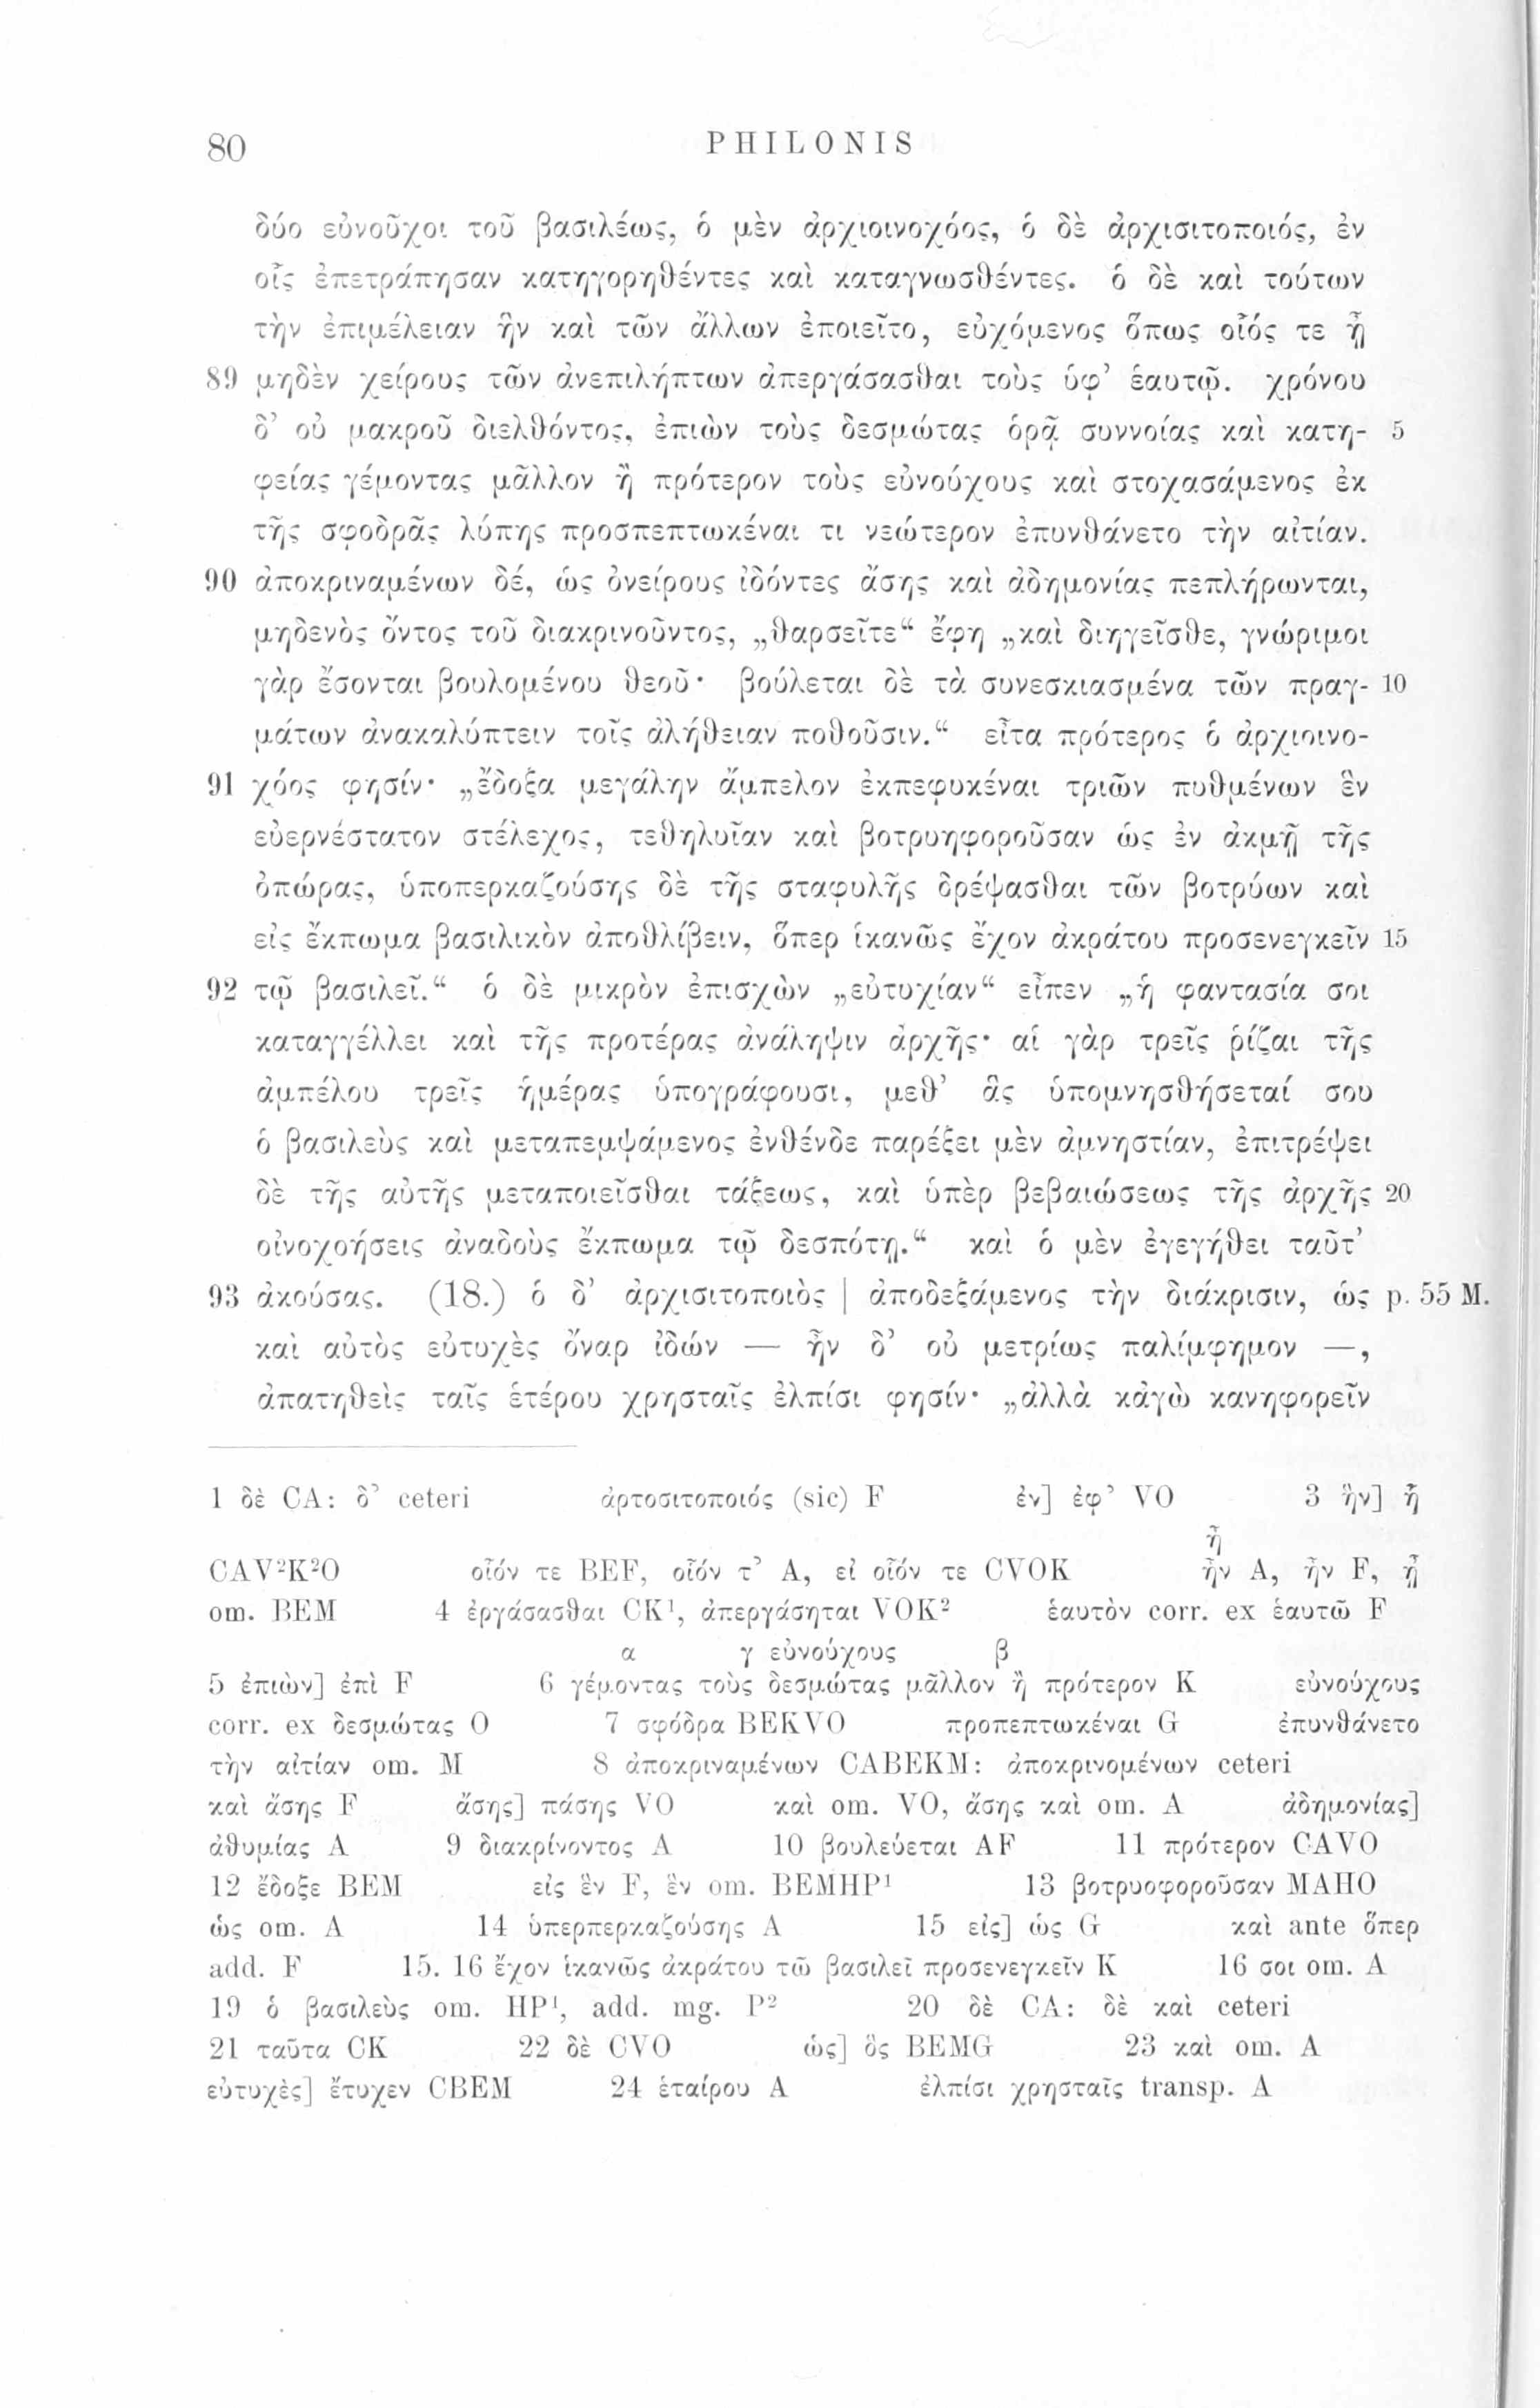 80 PHILONIS
δύο εὐνοῦχοι τοῦ βασιλέως, ὁ μὲν ἀρχιοινοχόος, ὁ δὲ ἀρχισιτοποιός, ἐν
οἷς ἐπετράπησαν κατηγορηθέντες καὶ καταγνωσθέντες. ὁ δὲ καὶ τούτων
τὴν ἐπιμέλειαν ἣν καὶ τῶν ἄλλων ἐποιεῖτο, εὐχόμενος ὅπως οἷός τε ᾖ
89 μηδὲν χείρους τῶν ἀνεπιλήπτων ἀπεργάσασθαι τοὺς ὑφ’ ἑαυτῷ. χρόνου
δ’ οὐ μακροῦ διελθόντος, ἐπιὼν τοὺς δεσμώτας ὁρᾷ συννοίας καὶ κατη- 5
φείας γέμοντας μᾶλλον ἢ πρότερον τοὺς εὐνούχους καὶ στοχασάμενος ἐκ
τῆς σφοδρᾶς λύπης προσπεπτωκέναι τι νεώτερον ἐπυνθάνετο τὴν αἰτίαν.
90 ἀποκριναμένων δέ, ὡς ὀνείρους ἰδόντες ἄσης καὶ ἀδημονίας πεπλήρωνται,
μηδενὸς ὄντος τοῦ διακρινοῦντος, „θαρσεῖτε“ ἔφη „καὶ διηγεῖσθε, γνώριμοι
γὰρ ἔσονται βουλομένου θεοῦ· βούλεται δὲ τὰ συνεσκιασμένα τῶν πραγ- 10
μάτων ἀνακαλύπτειν τοῖς ἀλήθειαν ποθοῦσιν.“ εἶτα πρότερος ὁ ἀρχιοινο-
91 χόος φησίν· „ἔδοξα μεγάλην ἄμπελον ἐκπεφυκέναι τριῶν πυθμένων ἓν
εὐερνέστατον στέλεχος, τεθηλυῖαν καὶ βοτρυηφοροῦσαν ὡς ἐν ἀκμῇ τῆς
ὀπώρας, ὑποπερκαζούσης δὲ τῆς σταφυλῆς δρέψασθαι τῶν βοτρύων καὶ
εἰς ἔκπωμα βασιλικὸν ἀποθλίβειν, ὅπερ ἱκανῶς ἔχον ἀκράτου προσενεγκεῖν 15
92 τῷ βασιλεῖ.“ ὁ δὲ μικρὸν ἐπισχὼν „εὐτυχίαν“ εἶπεν „ἡ φαντασία σοι
καταγγέλλει καὶ τῆς προτέρας ἀνάληψιν ἀρχῆς· αἱ γὰρ τρεῖς ῥίζαι τῆς
ἀμπέλου τρεῖς ἡμέρας ὑπογράφουσι, μεθ’ ἃς ὑπομνησθήσεταί σου
ὁ βασιλεὺς καὶ μεταπεμψάμενος ἐνθένδε παρέξει μὲν ἀμνηστίαν, ἐπιτρέψει
δὲ τῆς αὐτῆς μεταποιεῖσθαι τάξεως, καὶ ὑπὲρ βεβαιώσεως τῆς ἀρχῆς 20
οἰνοχοήσεις ἀναδοὺς ἔκπωμα τῷ δεσπότῃ.“ καὶ ὁ μὲν ἐγεγήθει ταῦτ’
93 ἀκούσας. (18.) ὁ δ’ ἀρχισιτοποιὸς | ἀποδεξάμενος τὴν διάκρισιν, ὡς p. 55 M.
καὶ αὐτὸς εὐτυχὲς ὄναρ ἰδών — ἦν δ’ οὐ μετρίως παλίμφημον —,
ἀπατηθεὶς ταῖς ἑτέρου χρησταῖς ἐλπίσι φησίν· „ἀλλὰ κἀγὼ κανηφορεῖν
1 δὲ CA: δ’ ceteri ἀρτοσιτοποιός (sic) F ἐν] ἐφ’ VO 3 ἣν] ἧ
ἧ
CAV²K²O οἷόν τε BEF, οἷόν τ’ A, εἰ οἷόν τε CVOK ἦν A, ἦν F, ᾖ
om. BEM 4 ἐργάσασθαι CK¹, ἀπεργάσηται VOK² ἑαυτὸν corr. ex ἑαυτῶ F
α γ εὐνούχους β
5 ἐπιὼν] ἐπὶ F 6 γέμοντας τοὺς δεσμώτας μᾶλλον ἢ πρότερον K εὐνούχους
corr. ex δεσμώτας O 7 σφόδρα BEKVO προπεπτωκέναι G ἐπυνθάνετο
τὴν αἰτίαν om. M 8 ἀποκριναμένων CABEKM: ἀποκρινομένων ceteri
καὶ ἄσης F ἄσης] πάσης VO καὶ om. VO, ἄσης καὶ om. A ἀδημονίας]
ἀθυμίας A 9 διακρίνοντος A 10 βουλεύεται AF 11 πρότερον CAVO
12 ἔδοξε BEM εἰς ἓν F, ἓν om. BEMHP¹ 13 βοτρυοφοροῦσαν MAHO
ὡς om. A 14 ὑπερπερκαζούσης A 15 εἰς] ὡς G καὶ ante ὅπερ
add. F 15. 16 ἔχον ἱκανῶς ἀκράτου τῶ βασιλεῖ προσενεγκεῖν K 16 σοι om. A
19 ὁ βασιλεὺς om. HP¹, add. mg. P² 20 δὲ CA: δὲ καὶ ceteri
21 ταῦτα CK 22 δὲ CVO ὡς] ὃς BEMG 23 καὶ om. A
εὐτυχὲς] ἔτυχεν CBEM 24 ἑταίρου A ἐλπίσι χρησταῖς transp. A